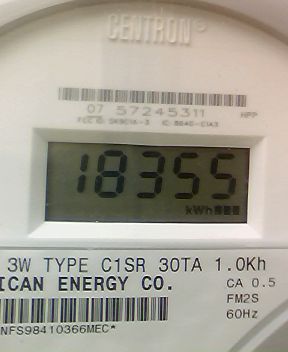 CENTRON®
07 57245311 HPP
18355
kWh
3W TYPE C1SR 30TA 1.0Kh
ICAN ENERGY CO. CA 0.5
FM2S
NFS98410366MEC* 60Hz